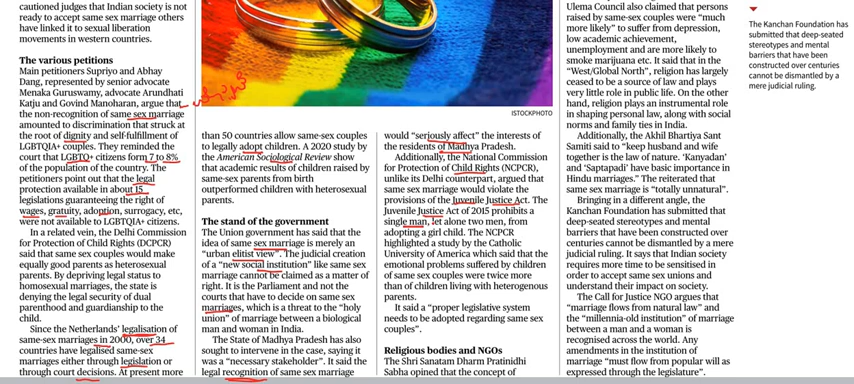 cautioned judges that Indian society is not
ready to accept same sex marriage others
have linked it to sexual liberation
movements in western countries.
The various petitions
Main petitioners Supriyo and Abhay
Dang, represented by senior advocate
Menaka Guruswamy, advocate Arundhati
Katju and Govind Manoharan, argue that
the non-recognition of same sex marriage
amounted to discrimination that struck at
the root of dignity and self-fulfillment of
LGBTQIA+ couples. They reminded the
court that LGBTQ+ citizens form 7 to 8%
of the population of the country. The
petitioners point out that the legal
protection available in about 15
legislations guaranteeing the right of
wages, gratuity, adoption, surrogacy, etc,
were not available to LGBTQIA+ citizens.
In a related vein, the Delhi Commission
for Protection of Child Rights (DCPCR)
said that same sex couples would make
equally good parents as heterosexual
parents. By depriving legal status to
homosexual marriages, the state is
denying the legal security of dual
parenthood and guardianship to the
child.
Since the Netherlands' legalisation of
same-sex marriages in 2000, over 34
countries have legalised same-sex
marriages either through legislation or
through court decisions. At present more
ISTOCKPHOTO
than 50 countries allow same-sex couples
to legally adopt children. A 2020 study by
the American Sociological Review show
that academic results of children raised by
same-sex parents from birth
outperformed children with heterosexual
parents.
The stand of the government
The Union government has said that the
idea of same sex marriage is merely an
"urban elitist view". The judicial creation
of a "new social institution" like same sex
marriage cannot be claimed as a matter of
right. It is the Parliament and not the
courts that have to decide on same sex
marriages, which is a threat to the "holy
union" of marriage between a biological
man and woman in India.
The State of Madhya Pradesh has also
sought to intervene in the case, saying it
was a "necessary stakeholder". It said the
legal recognition of same sex marriage
would "seriously affect" the interests of
the residents of Madhya Pradesh.
Additionally, the National Commission
for Protection of Child Rights (NCPCR),
unlike its Delhi counterpart, argued that
same sex marriage would violate the
provisions of the Juvenile Justice Act. The
Juvenile Justice Act of 2015 prohibits a
single man, let alone two men, from
adopting a girl child. The NCPCR
highlighted a study by the Catholic
University of America which said that the
emotional problems suffered by children
of same sex couples were twice more
than of children living with heterogenous
parents.
It said a "proper legislative system
needs to be adopted regarding same sex
couples".
Religious bodies and NGOs
The Shri Sanatam Dharm Pratinidhi
Sabha opined that the concept of
Ulema Council also claimed that persons
raised by same-sex couples were "much
more likely" to suffer from depression,
low academic achievement,
unemployment and are more likely to
smoke marijuana etc. It said that in the
"West/Global North", religion has largely
ceased to be a source of law and plays
very little role in public life. On the other
hand, religion plays an instrumental role
in shaping personal law, along with social
norms and family ties in India.
Additionally, the Akhil Bhartiya Sant
Samiti said to "keep husband and wife
together is the law of nature. 'Kanyadan'
and 'Saptapadi' have basic importance in
Hindu marriages." The reiterated that
same sex marriage is "totally unnatural".
Bringing in a different angle, the
Kanchan Foundation has submitted that
deep-seated stereotypes and mental
barriers that have been constructed over
centuries cannot be dismantled by a mere
judicial ruling. It says that Indian society
requires more time to be sensitised in
order to accept same sex unions and
understand their impact on society.
The Call for Justice NGO argues that
"marriage flows from natural law" and
the "millenia-old institution" of marriage
between a man and a woman is
recognised across the world. Any
amendments in the institution of
marriage "must flow from popular will as
expressed through the legislature".
The Kanchan Foundation has
submitted that deep-seated
stereotypes and mental
barriers that have been
constructed over centuries
cannot be dismantled by a
mere judicial ruling.